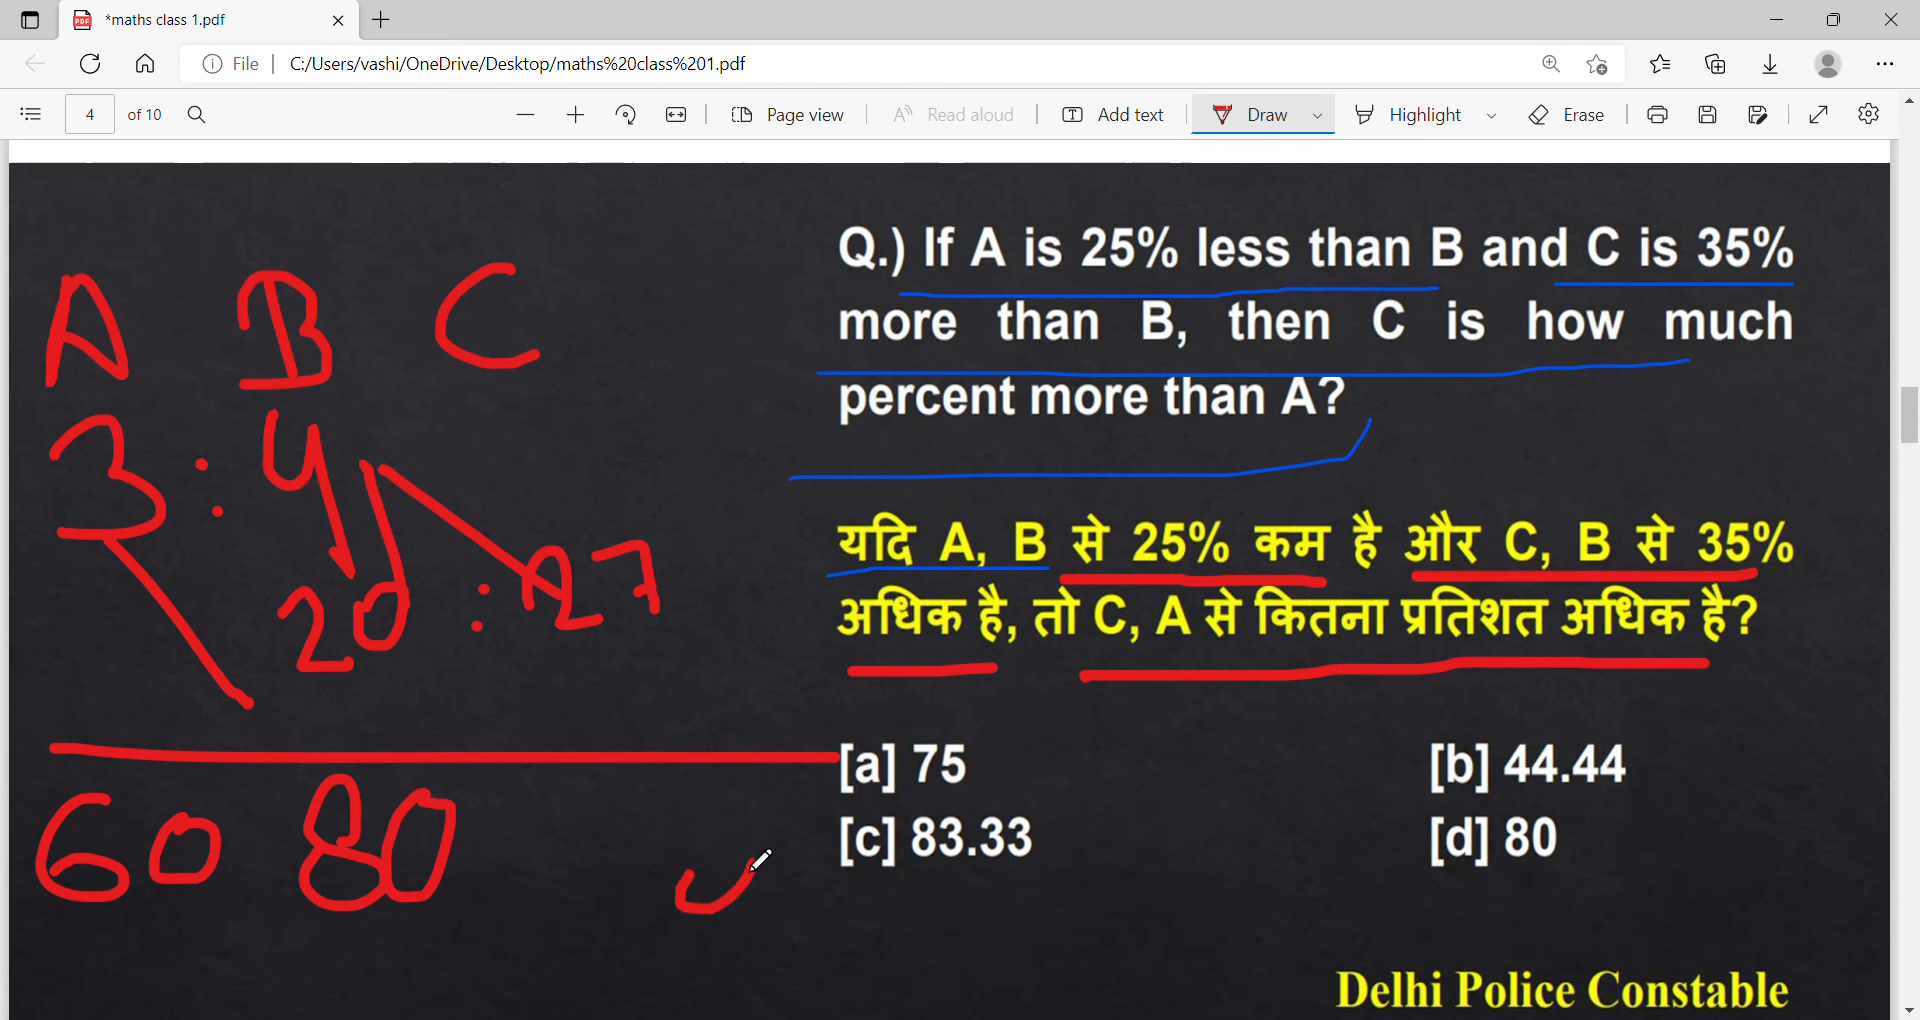 *maths class 1.pdf
File | C:/Users/vashi/OneDrive/Desktop/maths%20class%201.pdf
4 of 10
Page view
Read aloud
Add text
Draw
Highlight
Erase
Q.) If A is 25% less than B and C is 35%
more than B, then C is how much
percent more than A?
यदि A, B से 25% कम है और C, B से 35%
अधिक है, तो C, A से कितना प्रतिशत अधिक है?
[a] 75 [b] 44.44
[c] 83.33 [d] 80
Delhi Police Constable
A B C
3 : 4
20 : 27
60 80